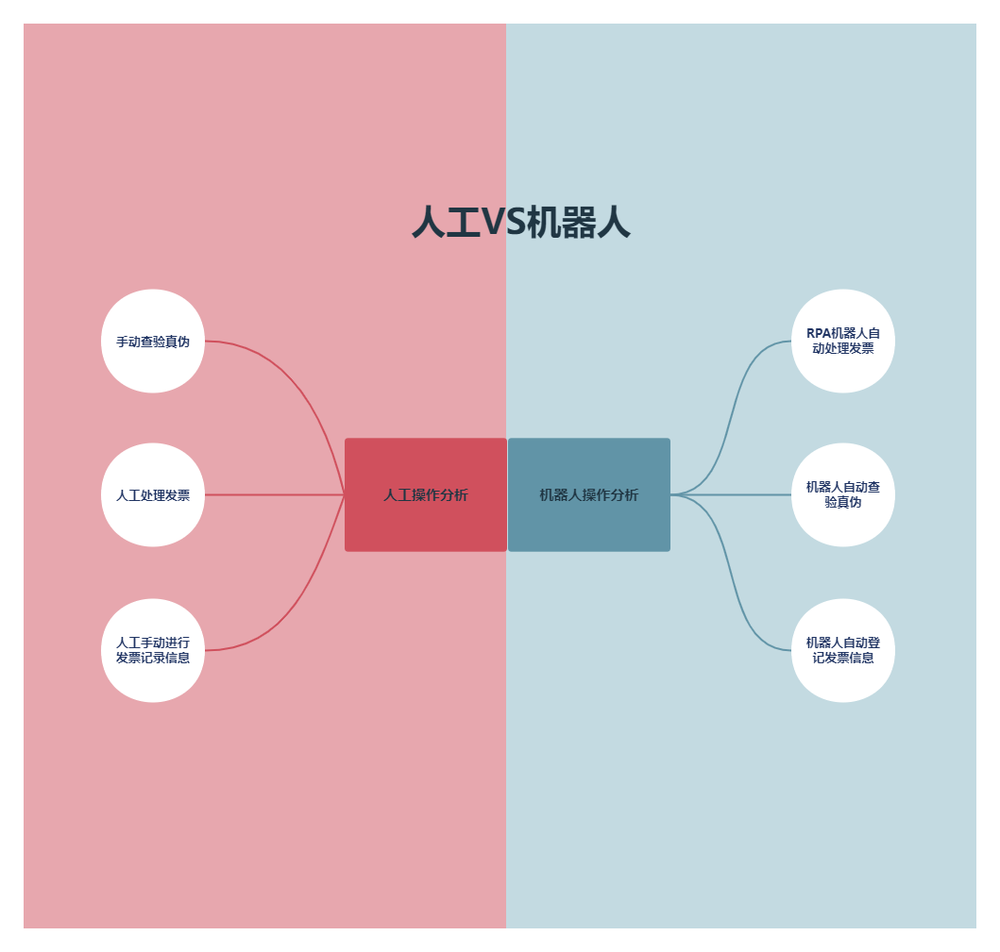 人工VS机器人
手动查验真伪
人工处理发票
人工手动进行
发票记录信息
人工操作分析
机器人操作分析
RPA机器人自
动处理发票
机器人自动查
验真伪
机器人自动登
记发票信息